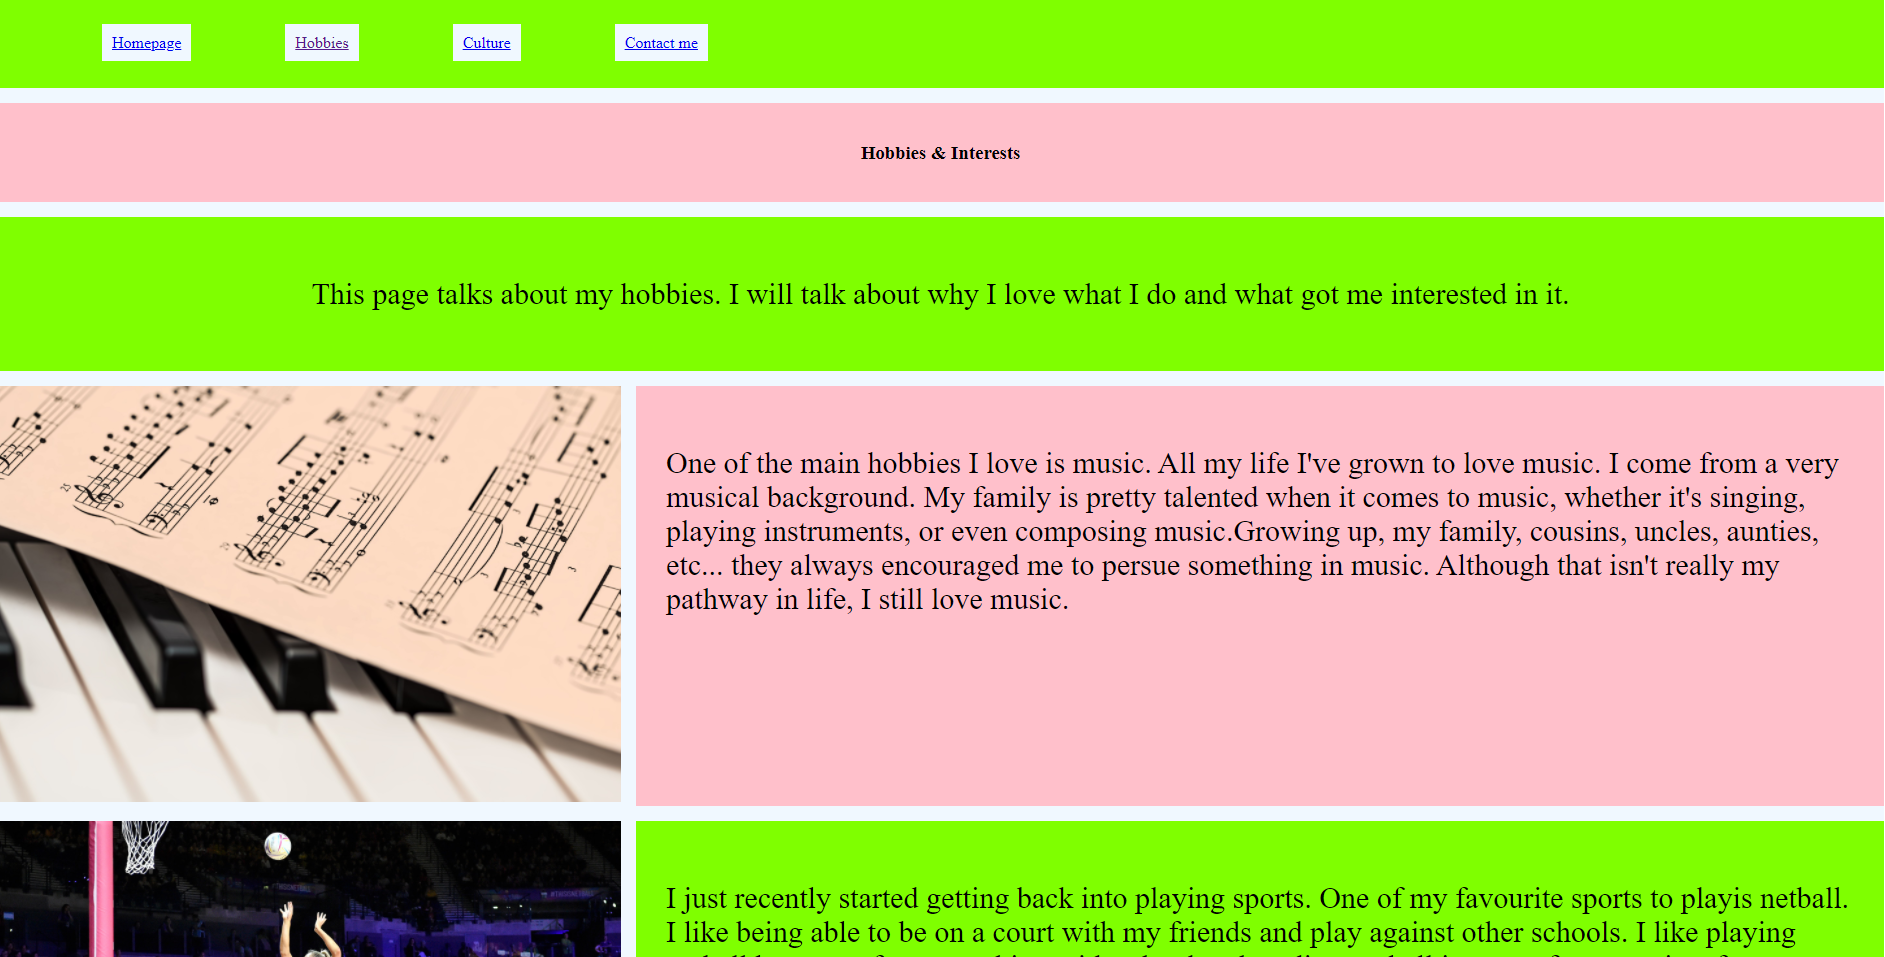 Homepage
Hobbies
Culture
Contact me
Hobbies & Interests
This page talks about my hobbies. I will talk about why I love what I do and what got me interested in it.
One of the main hobbies I love is music. All my life I've grown to love music. I come from a very
musical background. My family is pretty talented when it comes to music, whether it's singing,
playing instruments, or even composing music.Growing up, my family, cousins, uncles, aunties,
etc... they always encouraged me to persue something in music. Although that isn't really my
pathway in life, I still love music.
I just recently started getting back into playing sports. One of my favourite sports to playis netball.
I like being able to be on a court with my friends and play against other schools. I like playing